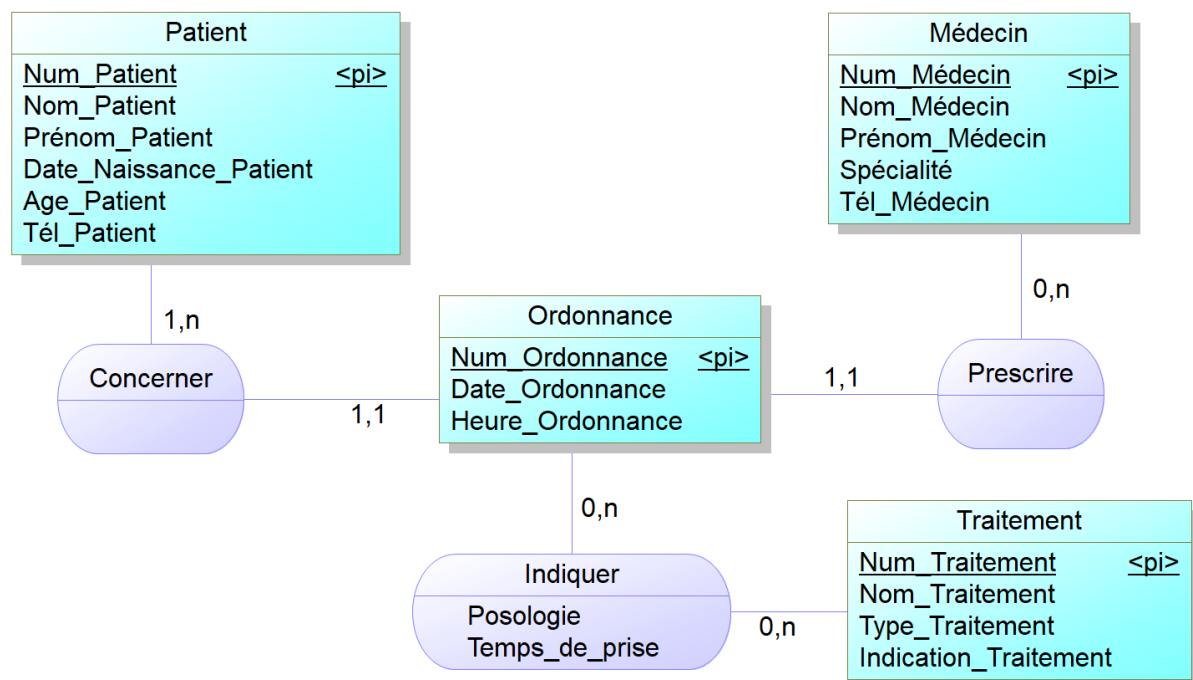 Patient
Num_Patient <pi>
Nom_Patient
Prénom_Patient
Date_Naissance_Patient
Age_Patient
Tél_Patient
Médecin
Num_Médecin <pi>
Nom_Médecin
Prénom_Médecin
Spécialité
Tél_Médecin
1,n
0,n
Concerner
1,1
Ordonnance
Num_Ordonnance <pi>
Date_Ordonnance
Heure_Ordonnance
1,1
Prescrire
0,n
Indiquer
Posologie
Temps_de_prise
0,n
Traitement
Num_Traitement <pi>
Nom_Traitement
Type_Traitement
Indication_Traitement